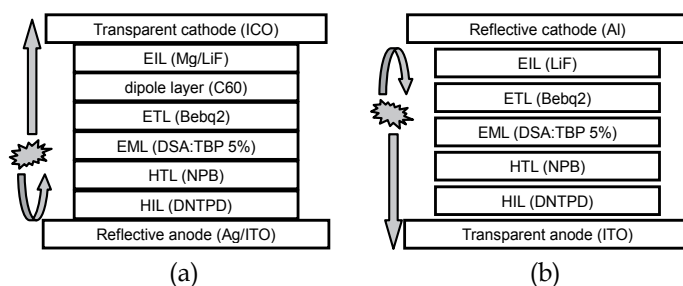 Transparent cathode (ICO)
EIL (Mg/LiF)
dipole layer (C60)
ETL (Bebq2)
EML (DSA:TBP 5%)
HTL (NPB)
HIL (DNTPD)
Reflective anode (Ag/ITO)
(a)
Reflective cathode (Al)
EIL (LiF)
ETL (Bebq2)
EML (DSA:TBP 5%)
HTL (NPB)
HIL (DNTPD)
Transparent anode (ITO)
(b)